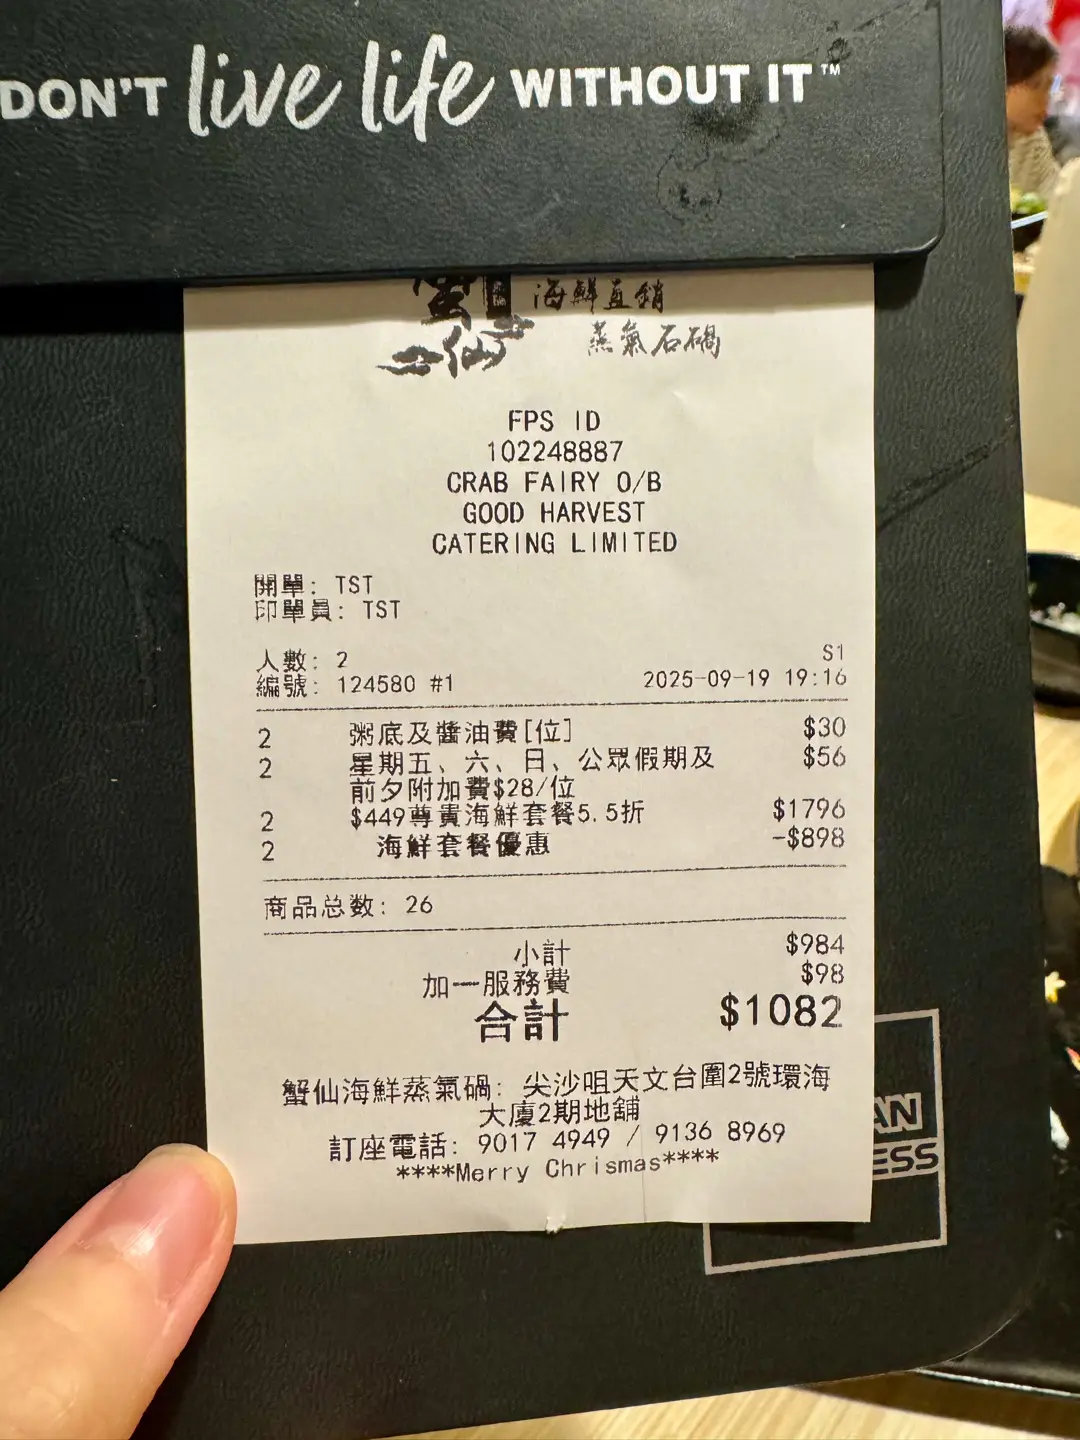 DON'T live life WITHOUT IT™
蟹仙 海鮮直銷
蒸氣石鍋
FPS ID
102248887
CRAB FAIRY O/B
GOOD HARVEST
CATERING LIMITED
開單: TST
印單員: TST
人數: 2 S1
編號: 124580 #1 2025-09-19 19:16
2 粥底及醬油費[位] $30
2 星期五、六、日、公眾假期及 $56
前夕附加費$28/位
2 $449尊貴海鮮套餐5.5折 $1796
2 海鮮套餐優惠 -$898
商品总数: 26
小計 $984
加一服務費 $98
合計 $1082
蟹仙海鮮蒸氣鍋: 尖沙咀天文台圍2號環海
大廈2期地舖
訂座電話: 9017 4949 / 9136 8969
****Merry Chrismas****
AN
ESS